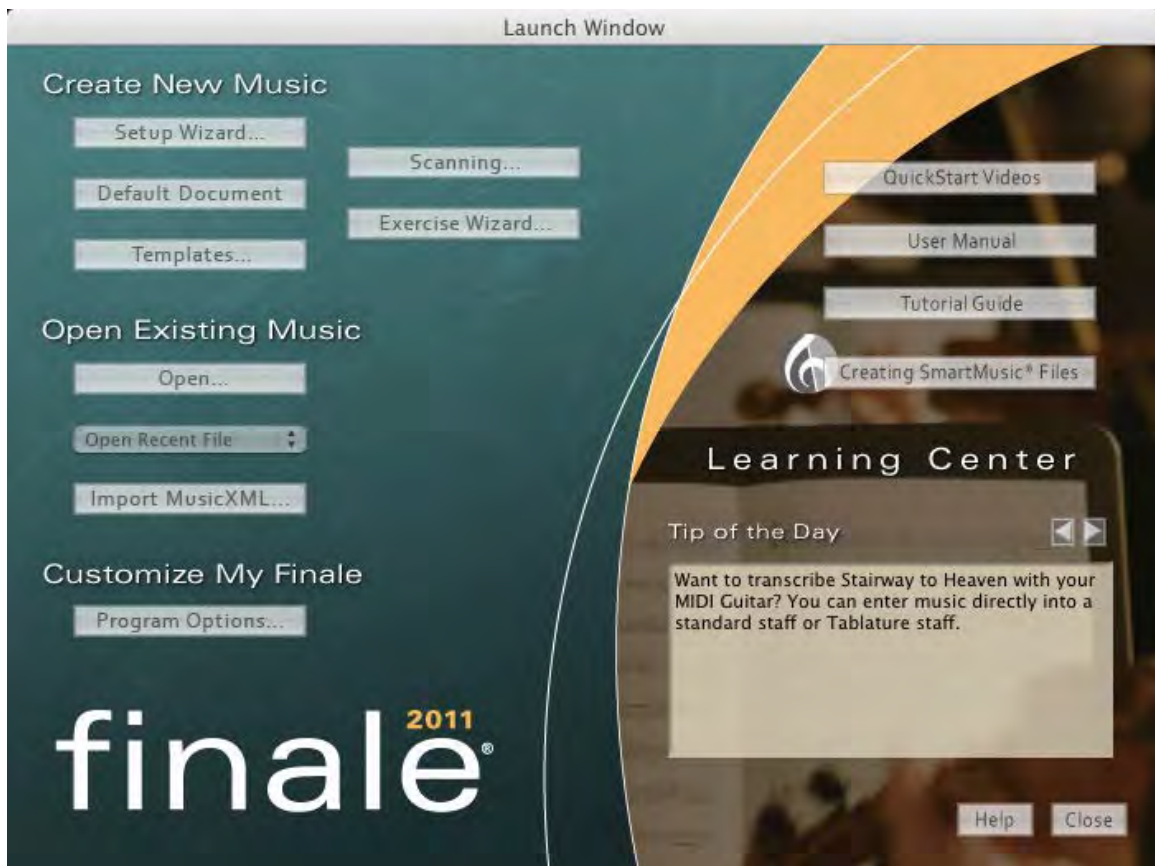 Launch Window
Create New Music
Setup Wizard...
Scanning...
Default Document
Exercise Wizard...
Templates...
Open Existing Music
Open...
Open Recent File
Import MusicXML...
Customize My Finale
Program Options...
finale® 2011
QuickStart Videos
User Manual
Tutorial Guide
Creating SmartMusic® Files
Learning Center
Tip of the Day
Want to transcribe Stairway to Heaven with your
MIDI Guitar? You can enter music directly into a
standard staff or Tablature staff.
Help
Close